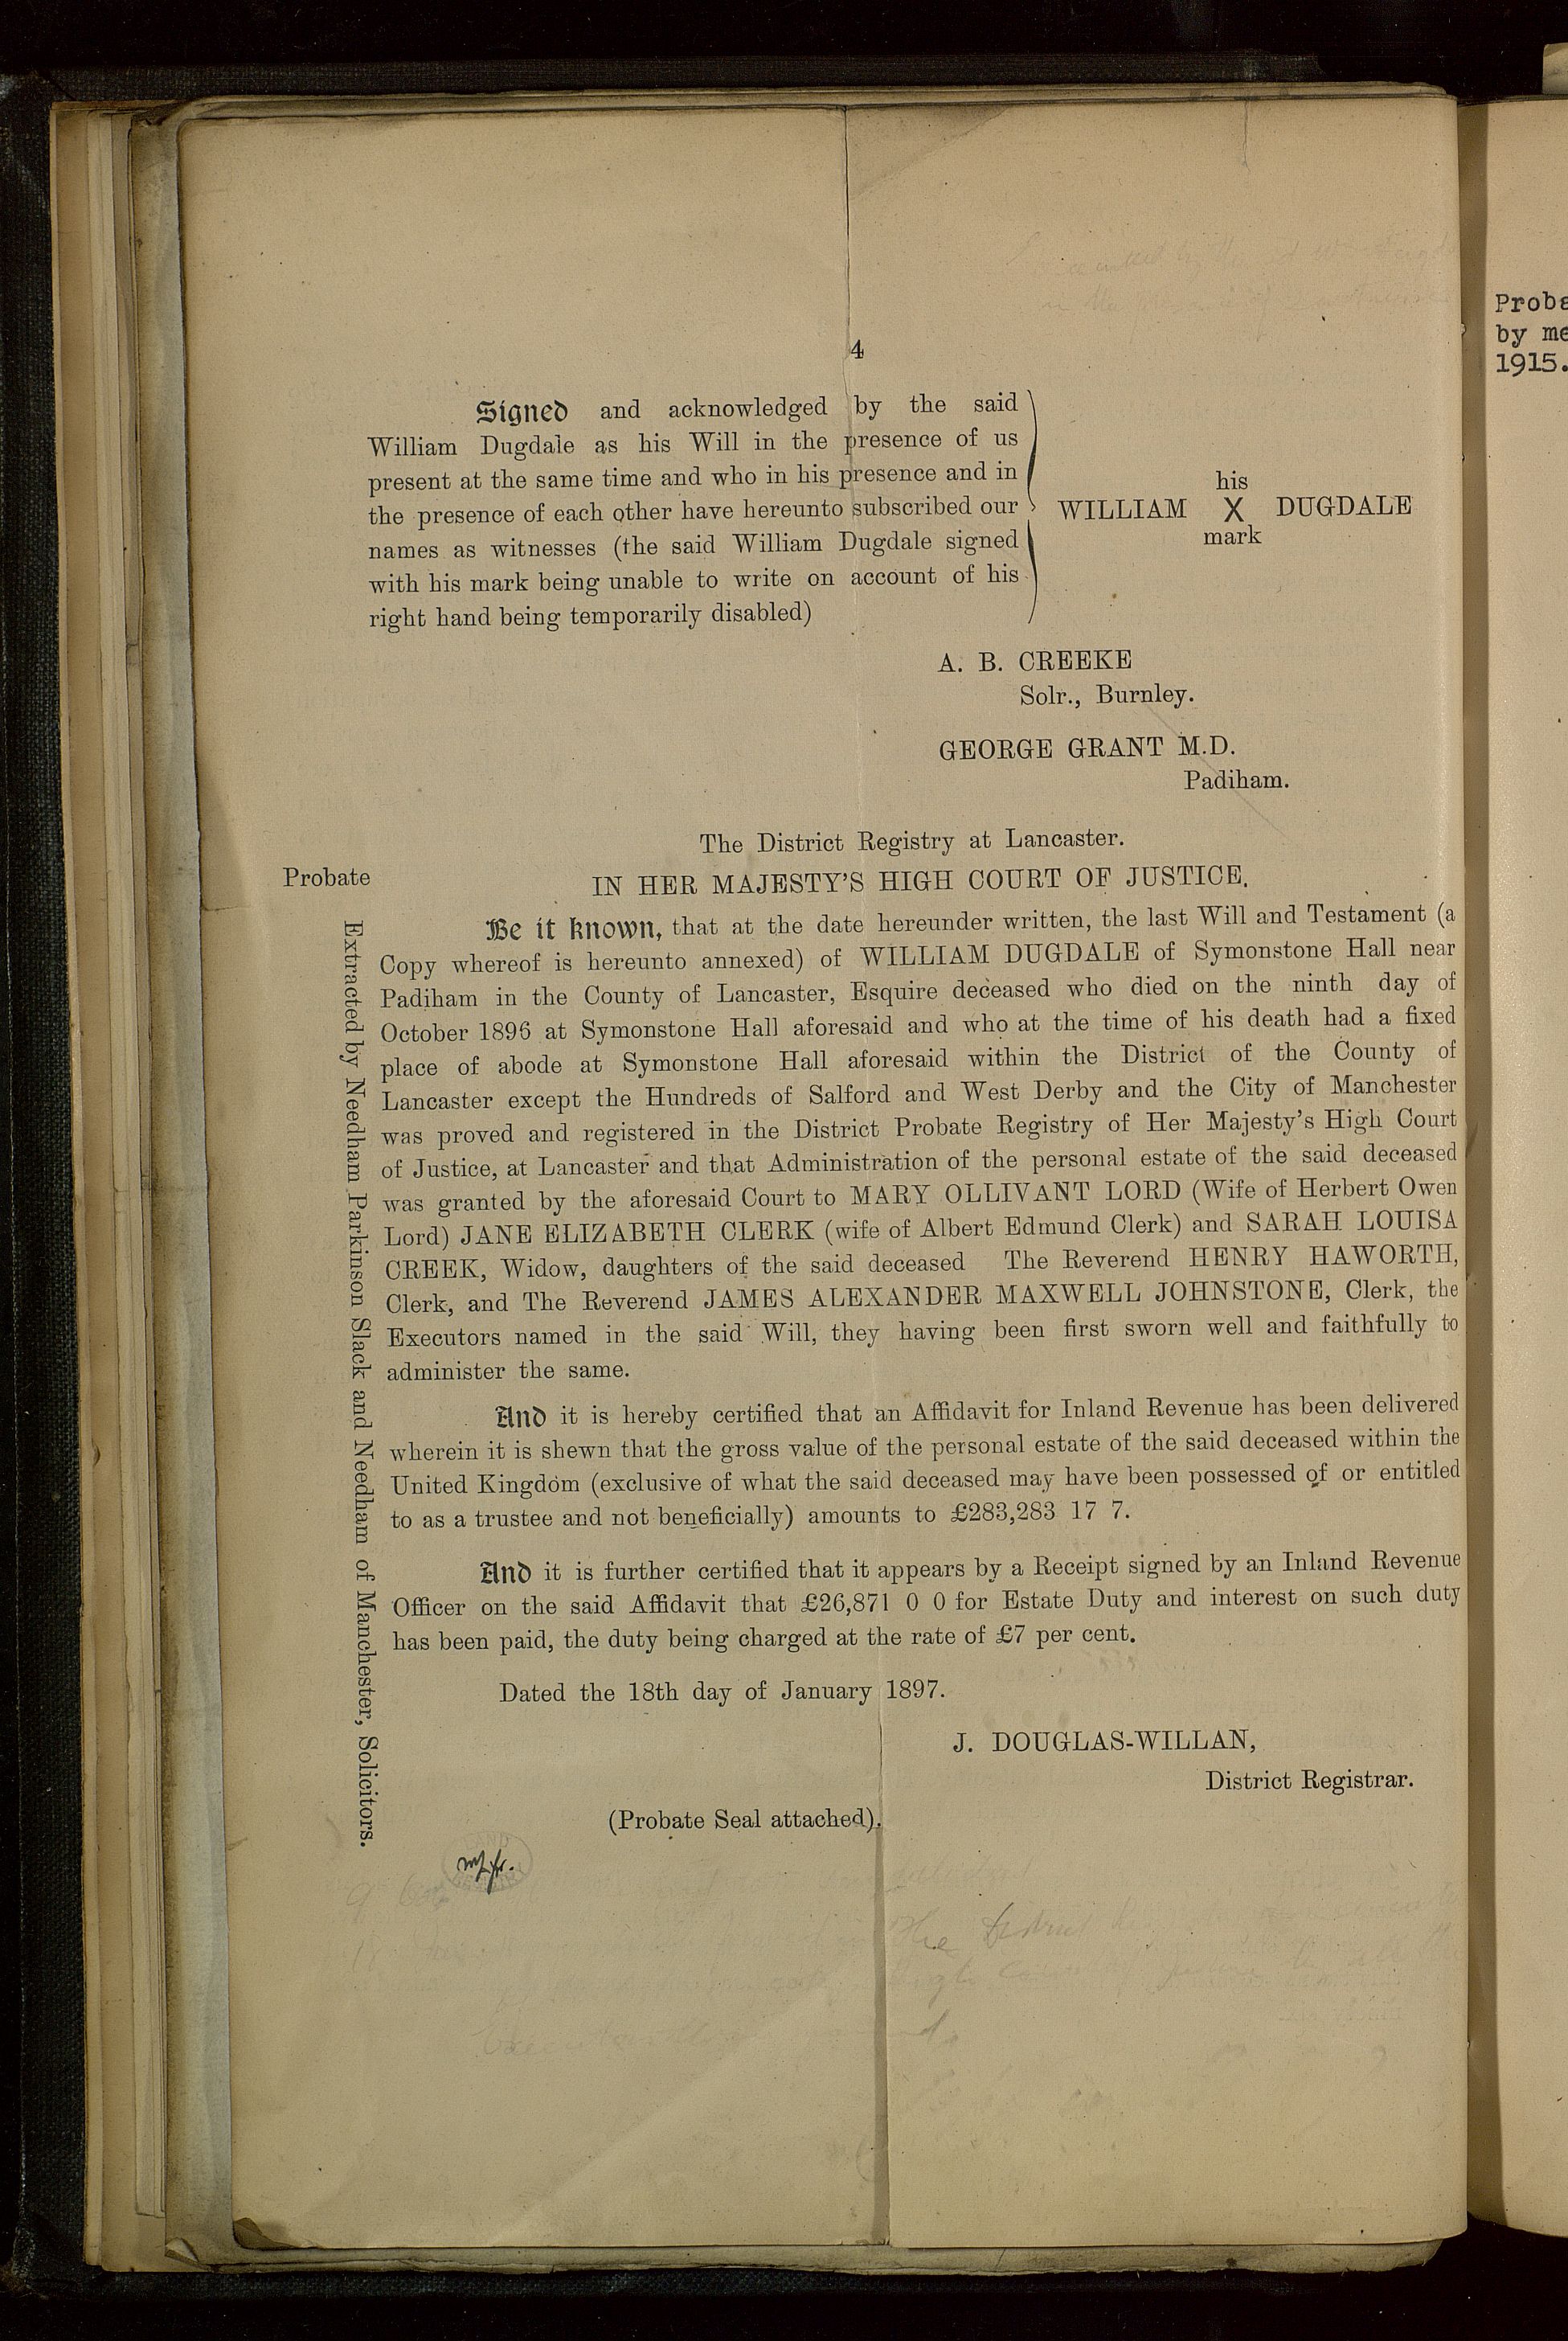 4
Signed and acknowledged by the said
William Dugdale as his Will in the presence of us
present at the same time and who in his presence and in
the presence of each other have hereunto subscribed our
names as witnesses (the said William Dugdale signed
with his mark being unable to write on account of his
right hand being temporarily disabled)
his
WILLIAM X DUGDALE
mark
A. B. CREEKE
Solr., Burnley.
GEORGE GRANT M.D.
Padiham.
The District Registry at Lancaster.
Probate
IN HER MAJESTY'S HIGH COURT OF JUSTICE.
Be it known, that at the date hereunder written, the last Will and Testament (a
Copy whereof is hereunto annexed) of WILLIAM DUGDALE of Symonstone Hall near
Padiham in the County of Lancaster, Esquire deceased who died on the ninth day of
October 1896 at Symonstone Hall aforesaid and who at the time of his death had a fixed
place of abode at Symonstone Hall aforesaid within the District of the County of
Lancaster except the Hundreds of Salford and West Derby and the City of Manchester
was proved and registered in the District Probate Registry of Her Majesty's High Court
of Justice, at Lancaster and that Administration of the personal estate of the said deceased
was granted by the aforesaid Court to MARY OLLIVANT LORD (Wife of Herbert Owen
Lord) JANE ELIZABETH CLERK (wife of Albert Edmund Clerk) and SARAH LOUISA
CREEK, Widow, daughters of the said deceased The Reverend HENRY HAWORTH,
Clerk, and The Reverend JAMES ALEXANDER MAXWELL JOHNSTONE, Clerk, the
Executors named in the said Will, they having been first sworn well and faithfully to
administer the same.
And it is hereby certified that an Affidavit for Inland Revenue has been delivered
wherein it is shewn that the gross value of the personal estate of the said deceased within the
United Kingdom (exclusive of what the said deceased may have been possessed of or entitled
to as a trustee and not beneficially) amounts to £283,283 17 7.
And it is further certified that it appears by a Receipt signed by an Inland Revenue
Officer on the said Affidavit that £26,871 0 0 for Estate Duty and interest on such duty
has been paid, the duty being charged at the rate of £7 per cent.
Dated the 18th day of January 1897.
J. DOUGLAS-WILLAN,
District Registrar.
(Probate Seal attached).
Extracted by Needham Parkinson Slack and Needham of Manchester, Solicitors.
The District
by me
1915.